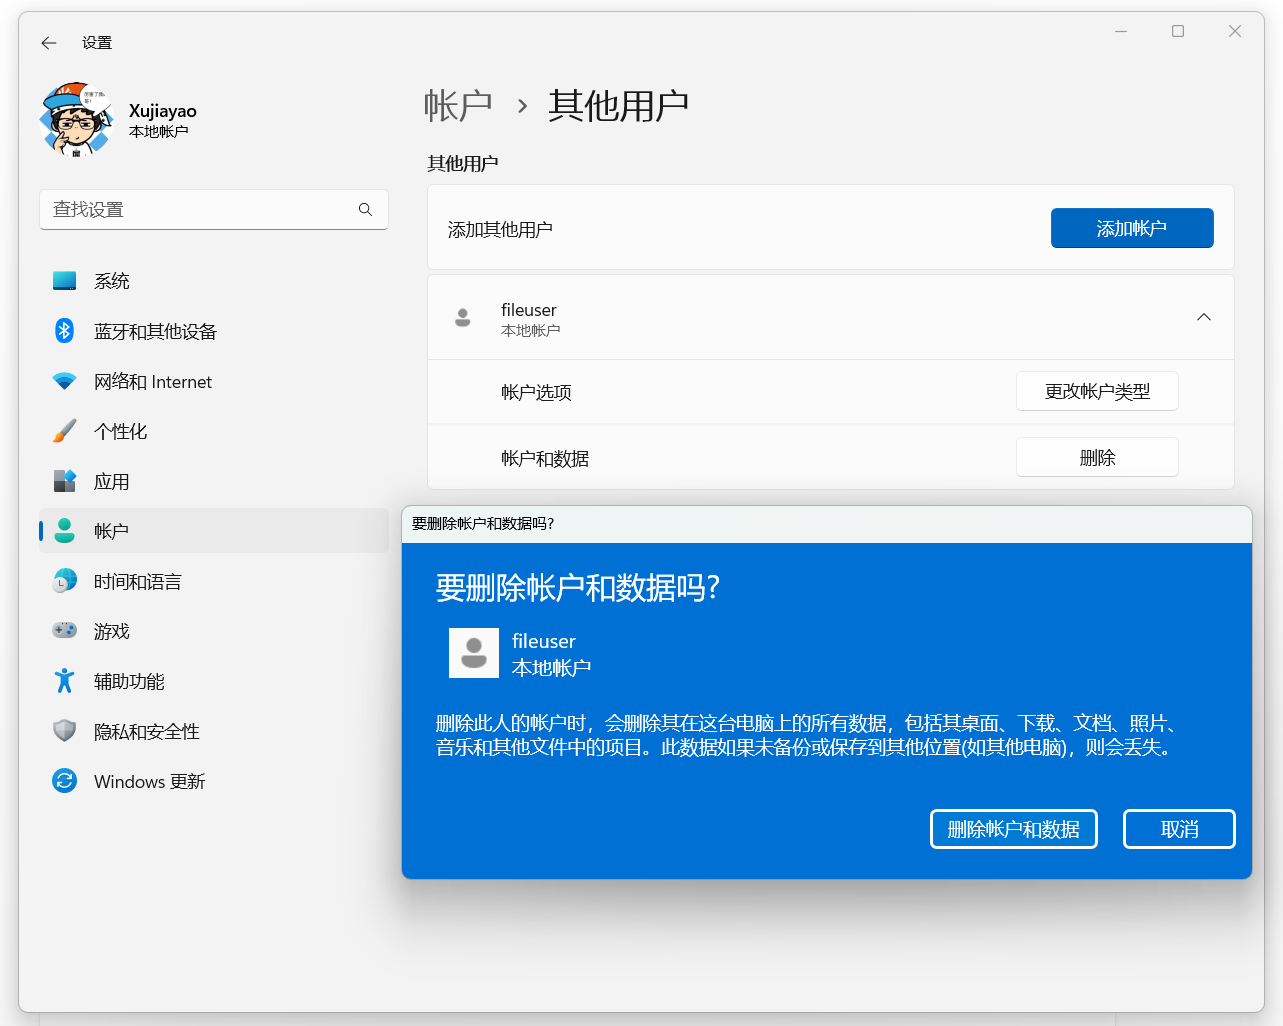 设置
Xujiayao
本地帐户
查找设置
系统
蓝牙和其他设备
网络和 Internet
个性化
应用
帐户
时间和语言
游戏
辅助功能
隐私和安全性
Windows 更新
帐户 › 其他用户
其他用户
添加其他用户
添加帐户
fileuser
本地帐户
帐户选项
更改帐户类型
帐户和数据
删除
要删除帐户和数据吗?
要删除帐户和数据吗?
fileuser
本地帐户
删除此人的帐户时，会删除其在这台电脑上的所有数据，包括其桌面、下载、文档、照片、
音乐和其他文件中的项目。此数据如果未备份或保存到其他位置(如其他电脑)，则会丢失。
删除帐户和数据
取消